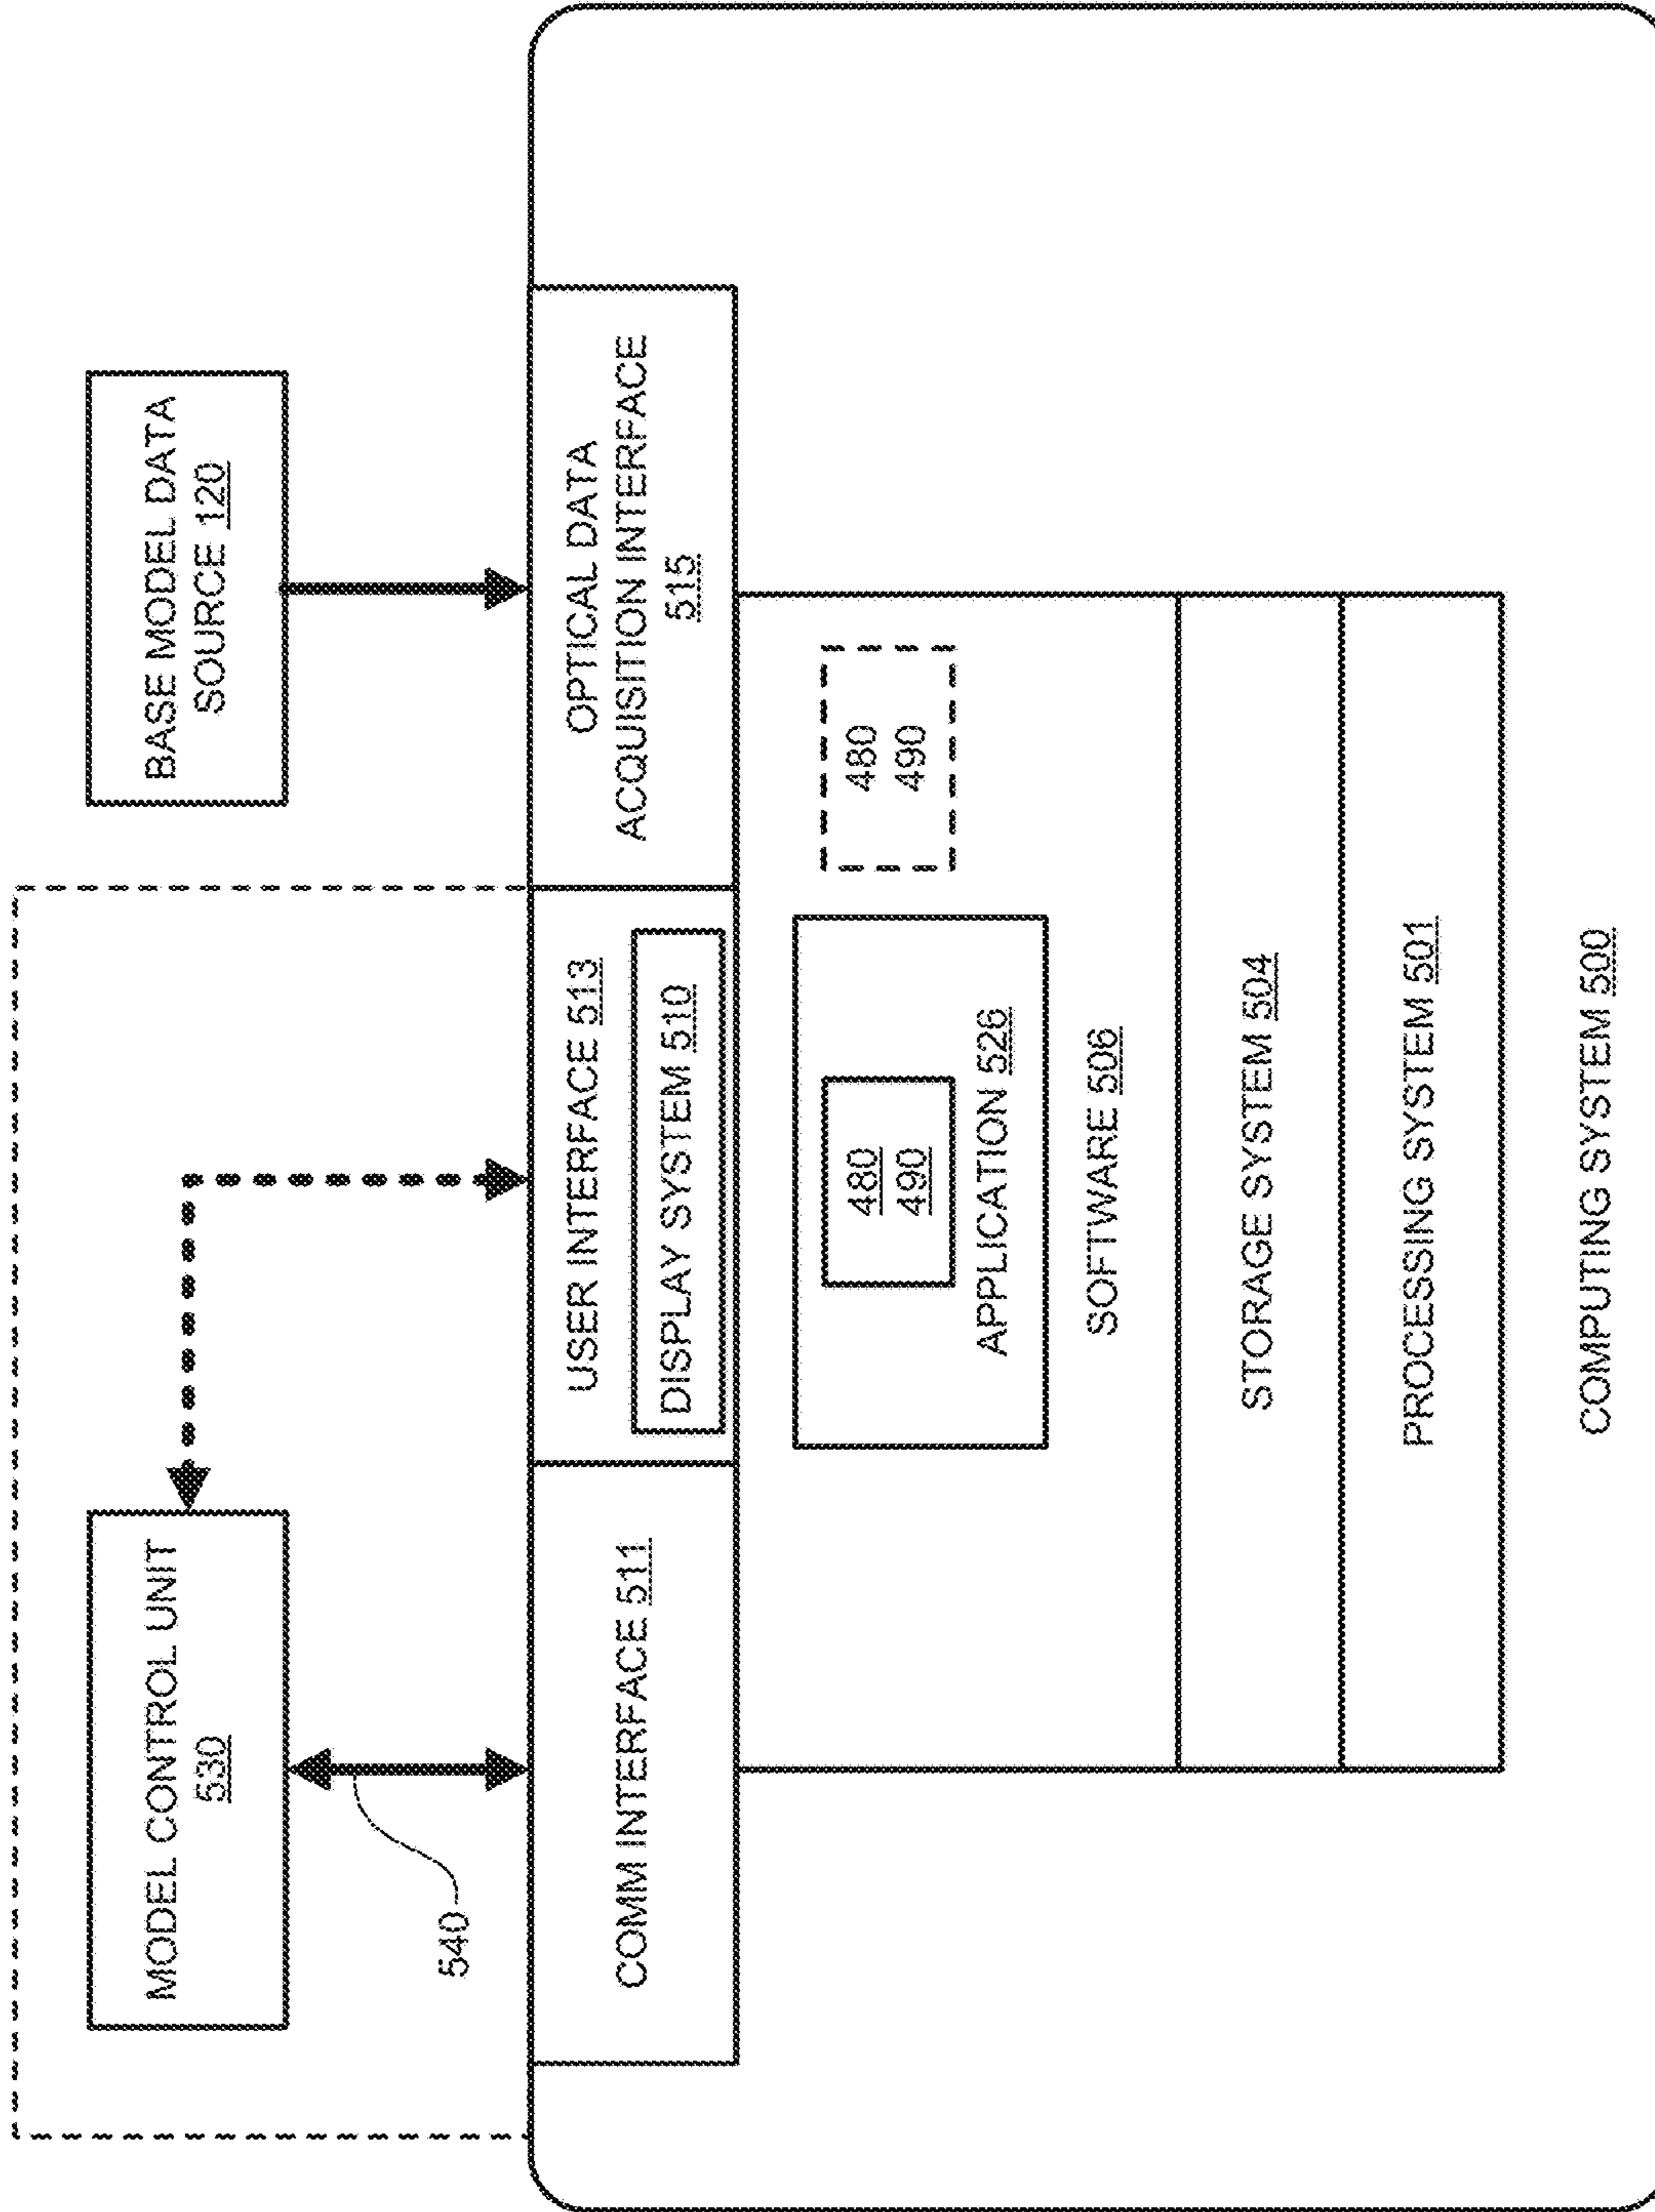 MODEL CONTROL UNIT
530
BASE MODEL DATA
SOURCE 120
540
COMM INTERFACE 511
USER INTERFACE 513
DISPLAY SYSTEM 510
OPTICAL DATA
ACQUISITION INTERFACE
515
480
490
APPLICATION 526
480
490
SOFTWARE 506
STORAGE SYSTEM 504
PROCESSING SYSTEM 501
COMPUTING SYSTEM 500